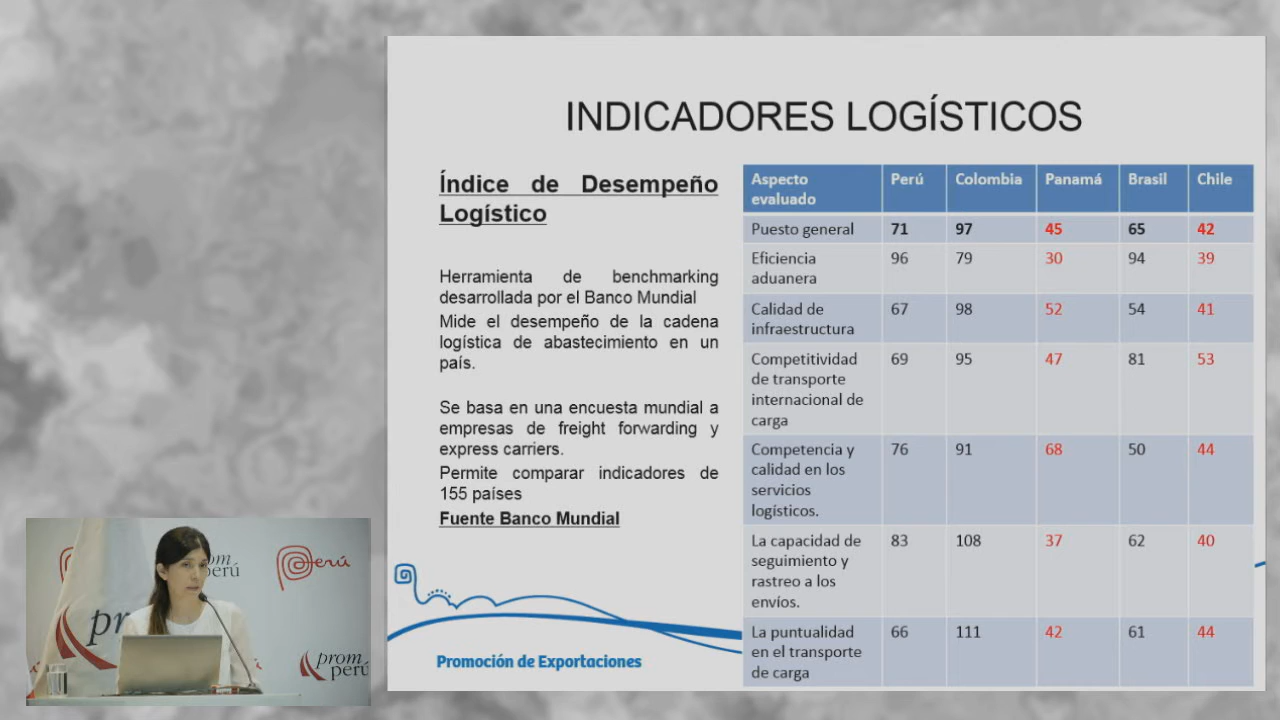 INDICADORES LOGÍSTICOS
Índice de Desempeño
Logístico
Herramienta de benchmarking
desarrollada por el Banco Mundial
Mide el desempeño de la cadena
logística de abastecimiento en un
país.
Se basa en una encuesta mundial a
empresas de freight forwarding y
express carriers.
Permite comparar indicadores de
155 países
Fuente Banco Mundial
Promoción de Exportaciones
Aspecto evaluado Perú Colombia Panamá Brasil Chile
Puesto general 71 97 45 65 42
Eficiencia aduanera 96 79 30 94 39
Calidad de infraestructura 67 98 52 54 41
Competitividad de transporte internacional de carga 69 95 47 81 53
Competencia y calidad en los servicios logísticos. 76 91 68 50 44
La capacidad de seguimiento y rastreo a los envíos. 83 108 37 62 40
La puntualidad en el transporte de carga 66 111 42 61 44
Perú
prom
perú